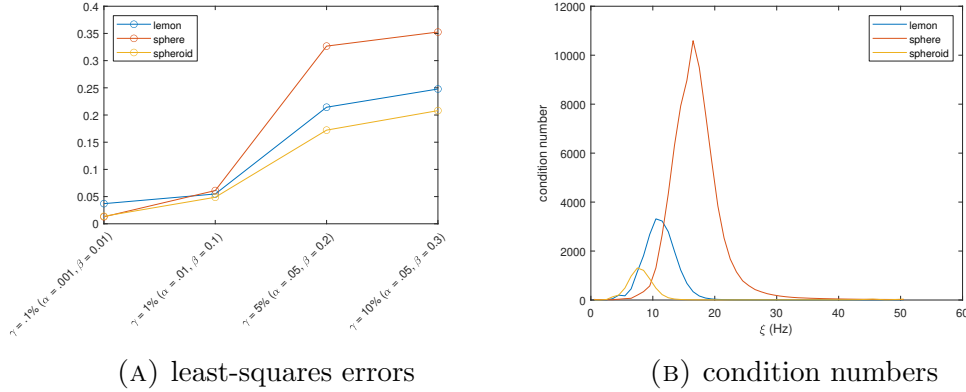 0.4
0.35
0.3
0.25
0.2
0.15
0.1
0.05
0
lemon
sphere
spheroid
γ = .1% (α = .001, β = 0.01)
γ = 1% (α = .01, β = 0.1)
γ = 5% (α = .05, β = 0.2)
γ = 10% (α = .05, β = 0.3)
(A) least-squares errors
12000
10000
8000
6000
4000
2000
0
condition number
lemon
sphere
spheroid
0 10 20 30 40 50 60
ξ (Hz)
(B) condition numbers